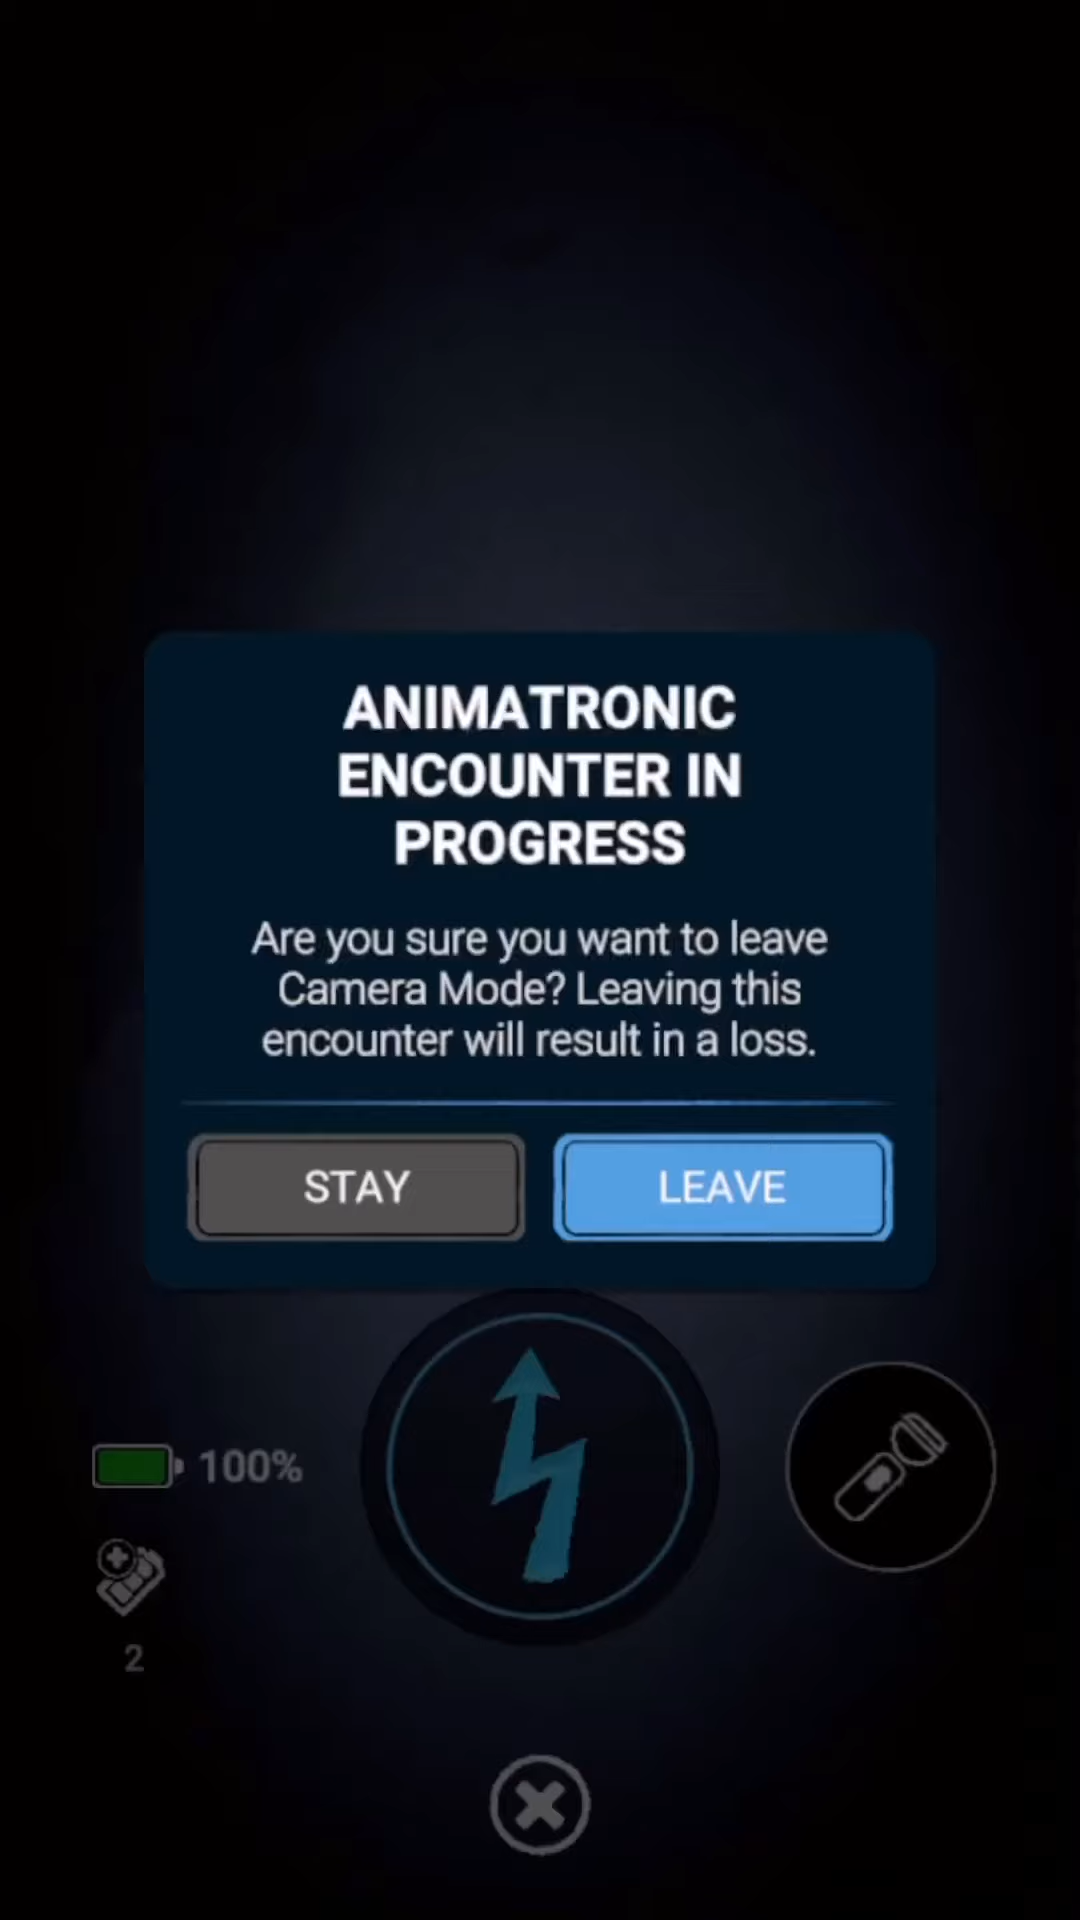 ANIMATRONIC
ENCOUNTER IN
PROGRESS
Are you sure you want to leave
Camera Mode? Leaving this
encounter will result in a loss.
STAY
LEAVE
100%
2